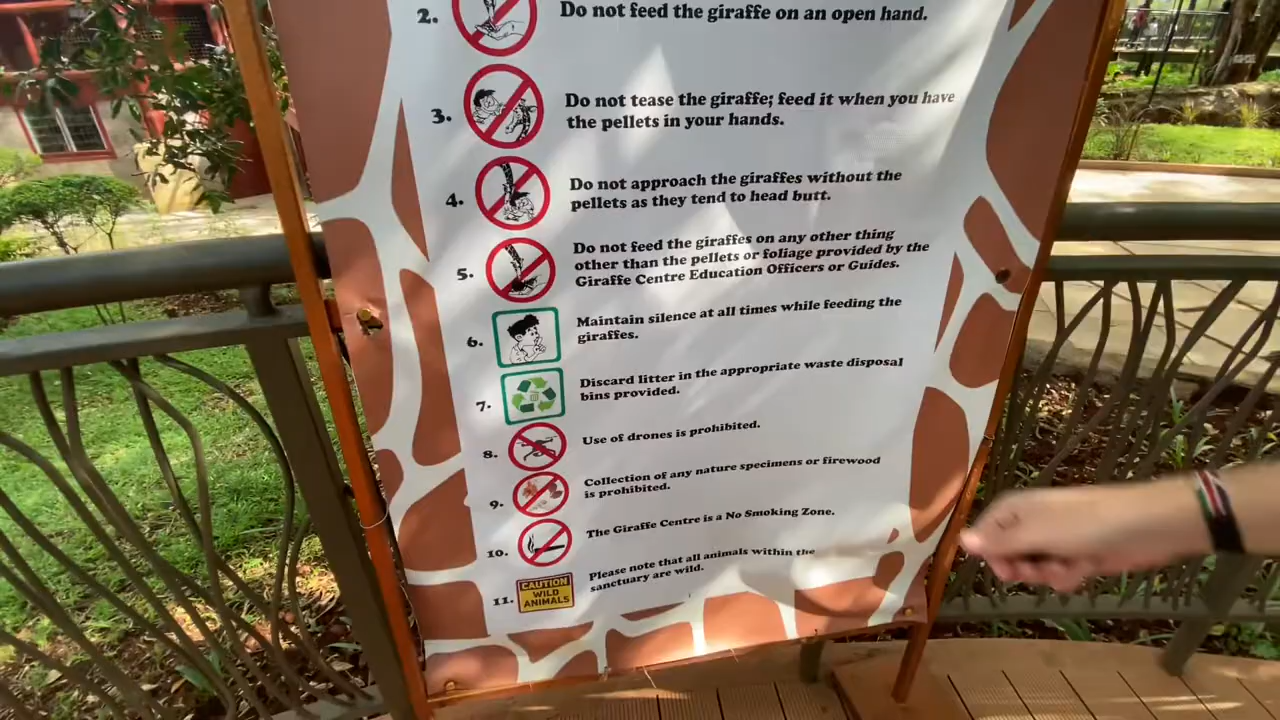 2. Do not feed the giraffe on an open hand.
3. Do not tease the giraffe; feed it when you have
the pellets in your hands.
4. Do not approach the giraffes without the
pellets as they tend to head butt.
5. Do not feed the giraffes on any other thing
other than the pellets or foliage provided by the
Giraffe Centre Education Officers or Guides.
6. Maintain silence at all times while feeding the
giraffes.
7. Discard litter in the appropriate waste disposal
bins provided.
8. Use of drones is prohibited.
9. Collection of any nature specimens or firewood
is prohibited.
10. The Giraffe Centre is a No Smoking Zone.
11. CAUTION
WILD
ANIMALS
Please note that all animals within the
sanctuary are wild.